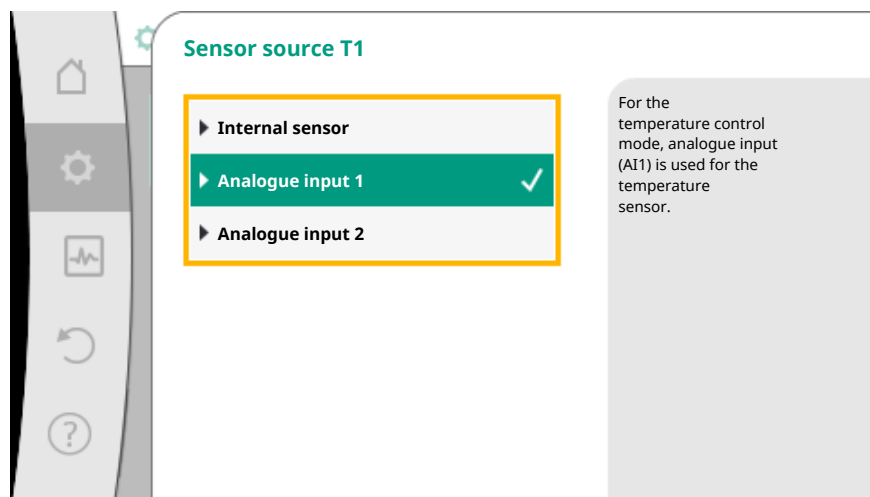 Sensor source T1
Internal sensor
Analogue input 1
Analogue input 2
For the
temperature control
mode, analogue input
(AI1) is used for the
temperature
sensor.
?